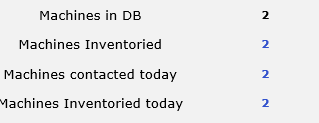 Machines in DB 2
Machines Inventoried 2
Machines contacted today 2
Machines Inventoried today 2